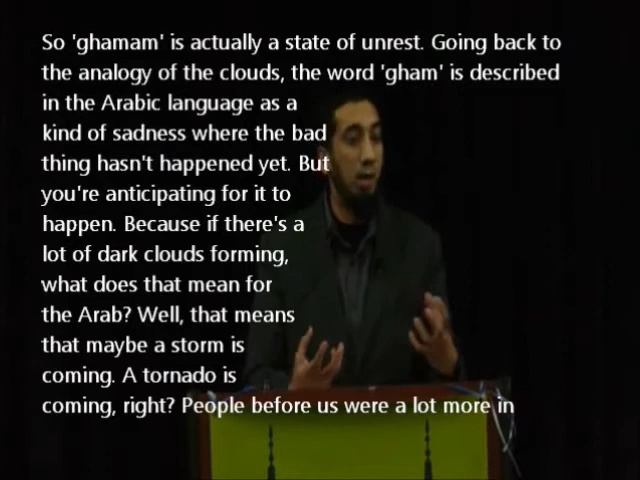 So 'ghamam' is actually a state of unrest. Going back to
the analogy of the clouds, the word 'gham' is described
in the Arabic language as a
kind of sadness where the bad
thing hasn't happened yet. But
you're anticipating for it to
happen. Because if there's a
lot of dark clouds forming,
what does that mean for
the Arab? Well, that means
that maybe a storm is
coming. A tornado is
coming, right? People before us were a lot more in